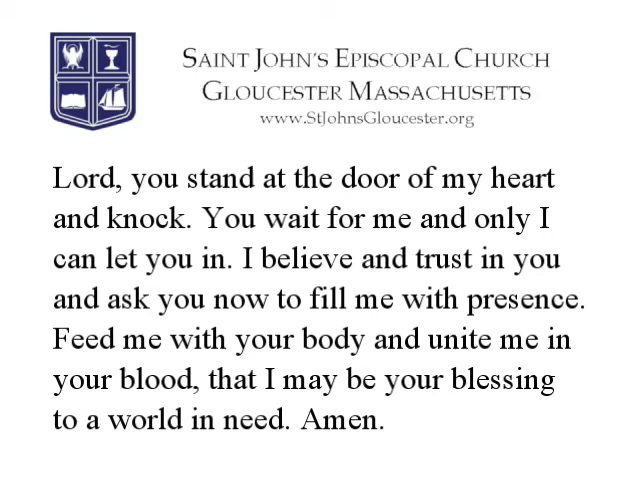 SAINT JOHN'S EPISCOPAL CHURCH
GLOUCESTER MASSACHUSETTS
www.StJohnsGloucester.org
Lord, you stand at the door of my heart
and knock. You wait for me and only I
can let you in. I believe and trust in you
and ask you now to fill me with presence.
Feed me with your body and unite me in
your blood, that I may be your blessing
to a world in need. Amen.